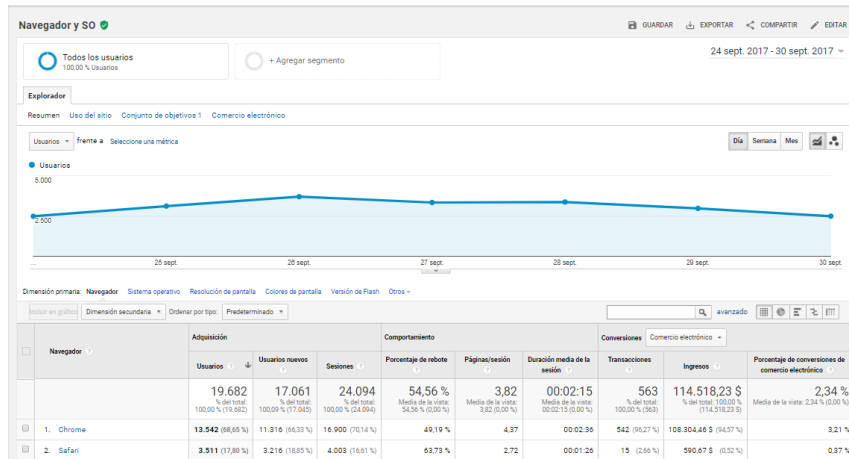 Navegador y SO
GUARDAR EXPORTAR COMPARTIR EDITAR
Todos los usuarios
100,00 % Usuarios
+ Agregar segmento
24 sept. 2017 - 30 sept. 2017
Explorador
Resumen Uso del sitio Conjunto de objetivos 1 Comercio electrónico
Usuarios frente a Seleccione una métrica
Día Semana Mes
Usuarios
5.000
2.500
... 25 sept. 26 sept. 27 sept. 28 sept. 29 sept. 30 sept.
Dimensión primaria: Navegador Sistema operativo Resolución de pantalla Colores de pantalla Versión de Flash Otros
Incluir en gráfico Dimensión secundaria Ordenar por tipo: Predeterminado avanzado
Navegador
Adquisición Comportamiento Conversiones Comercio electrónico
Usuarios Usuarios nuevos Sesiones Porcentaje de rebote Páginas/sesión Duración media de la sesión Transacciones Ingresos Porcentaje de conversiones de comercio electrónico
19.682 17.061 24.094 54,56 % 3,82 00:02:15 563 114.518,23 $ 2,34 %
% del total: % del total: % del total: Media de la vista: Media de la vista: Media de la vista: % del total: % del total: 100,00 % Media de la vista: 2,34 % (0,00 %)
100,00 % (19.682) 100,09 % (17.045) 100,00 % (24.094) 54,56 % (0,00 %) 3,82 (0,00 %) 00:02:15 (0,00 %) 100,00 % (563) (114.518,23 $)
1. Chrome 13.542 (68,65 %) 11.316 (66,33 %) 16.900 (70,14 %) 49,19 % 4,37 00:02:36 542 (96,27 %) 108.304,46 $ (94,57 %) 3,21 %
2. Safari 3.511 (17,80 %) 3.216 (18,85 %) 4.003 (16,61 %) 63,73 % 2,72 00:01:26 15 (2,66 %) 590,67 $ (0,52 %) 0,37 %